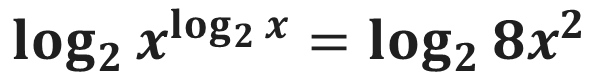 log₂ x^{log₂ x} = log₂ 8x²